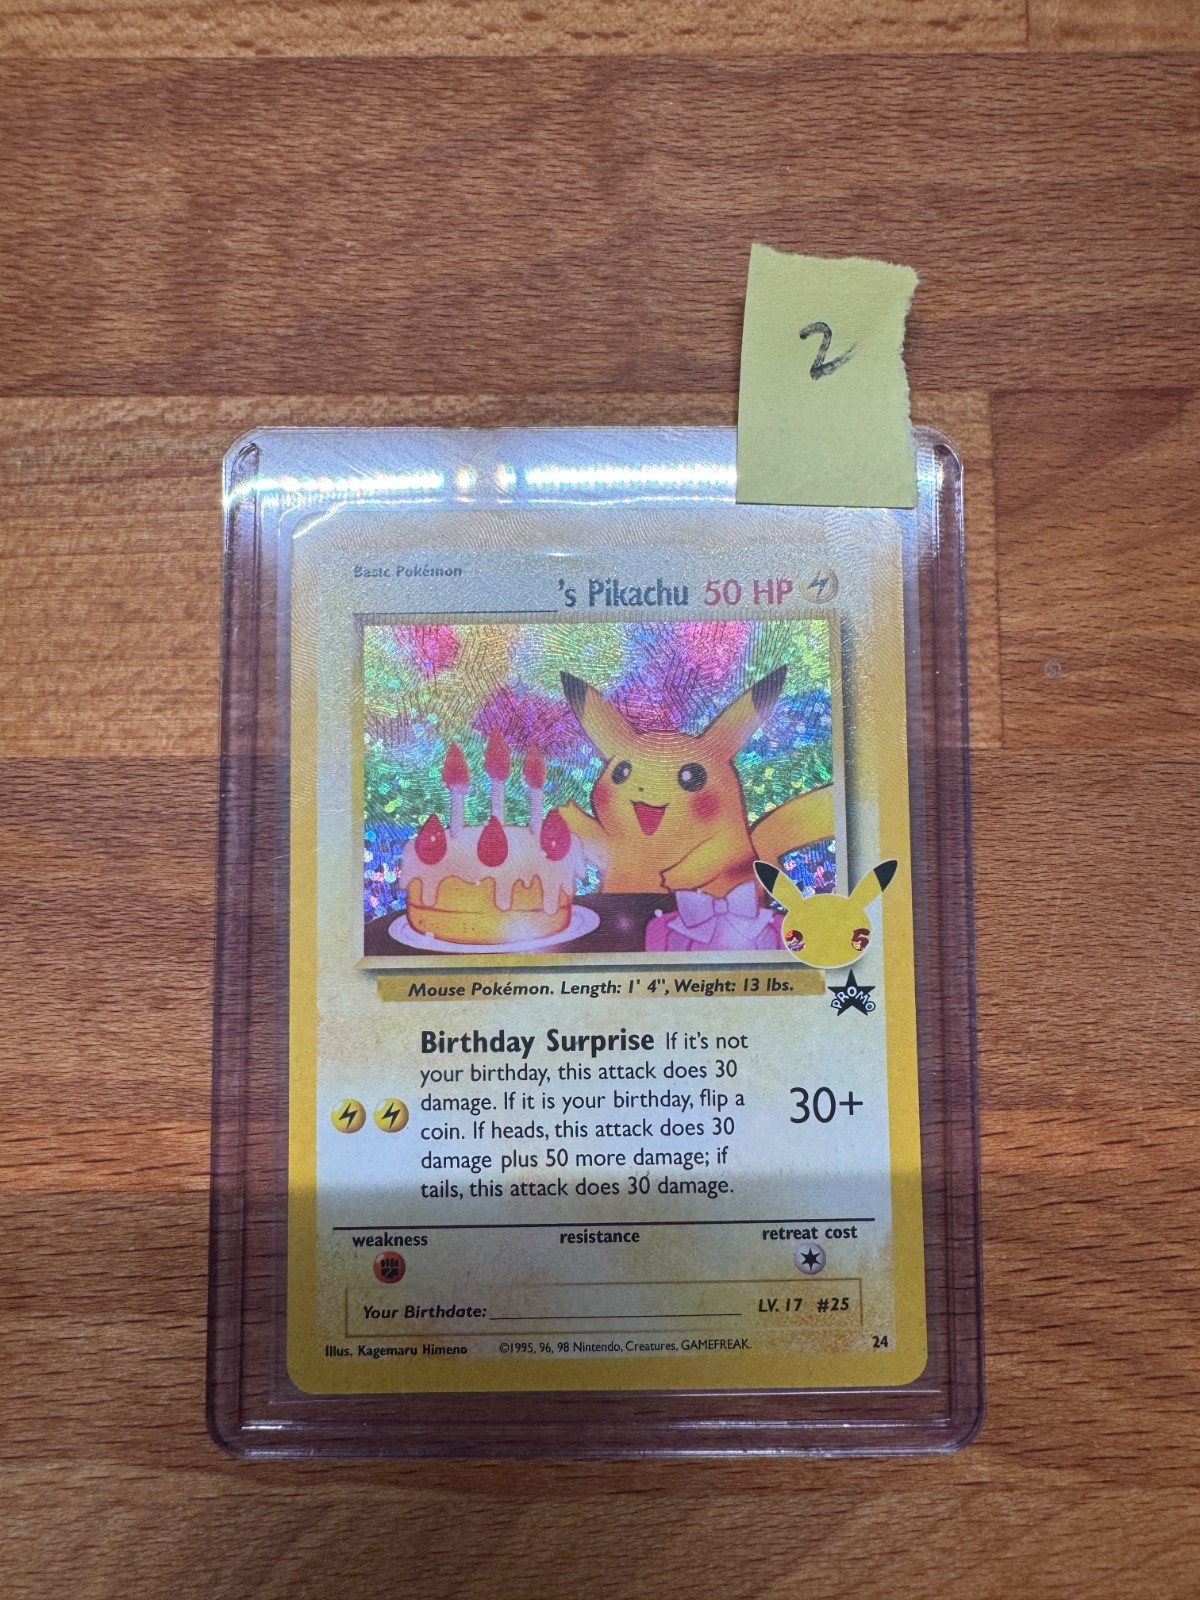 2
Basic Pokémon
________'s Pikachu 50 HP
25
Mouse Pokémon. Length: 1' 4", Weight: 13 lbs.
PROMO
Birthday Surprise If it's not
your birthday, this attack does 30
damage. If it is your birthday, flip a
coin. If heads, this attack does 30
damage plus 50 more damage; if
tails, this attack does 30 damage.
30+
weakness resistance retreat cost
Your Birthdate:________ LV. 17 #25
Illus. Kagemaru Himeno ©1995, 96, 98 Nintendo, Creatures, GAMEFREAK. 24